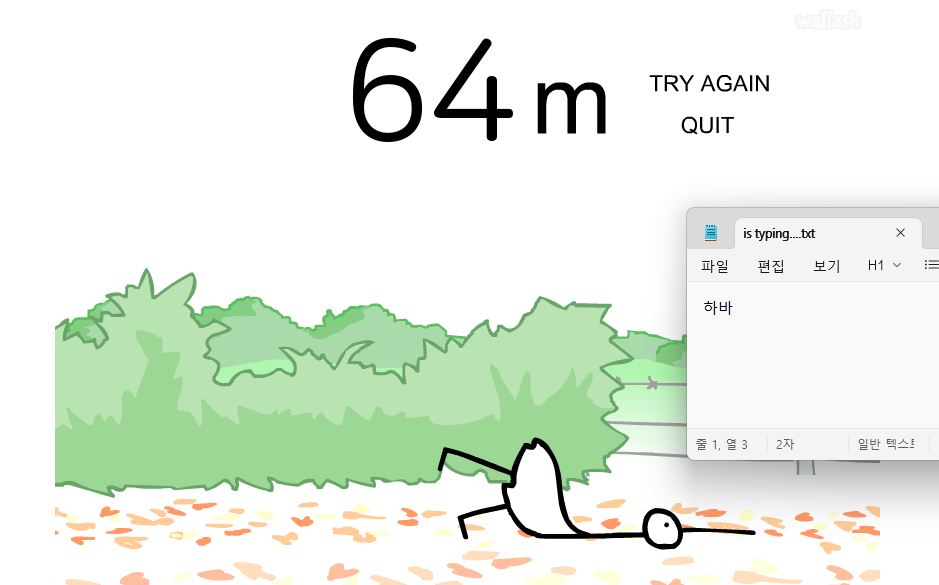 waflash
64 m
TRY AGAIN
QUIT
is typing....txt
파일 편집 보기 H1
하바
줄 1, 열 3 2자 일반 텍스트